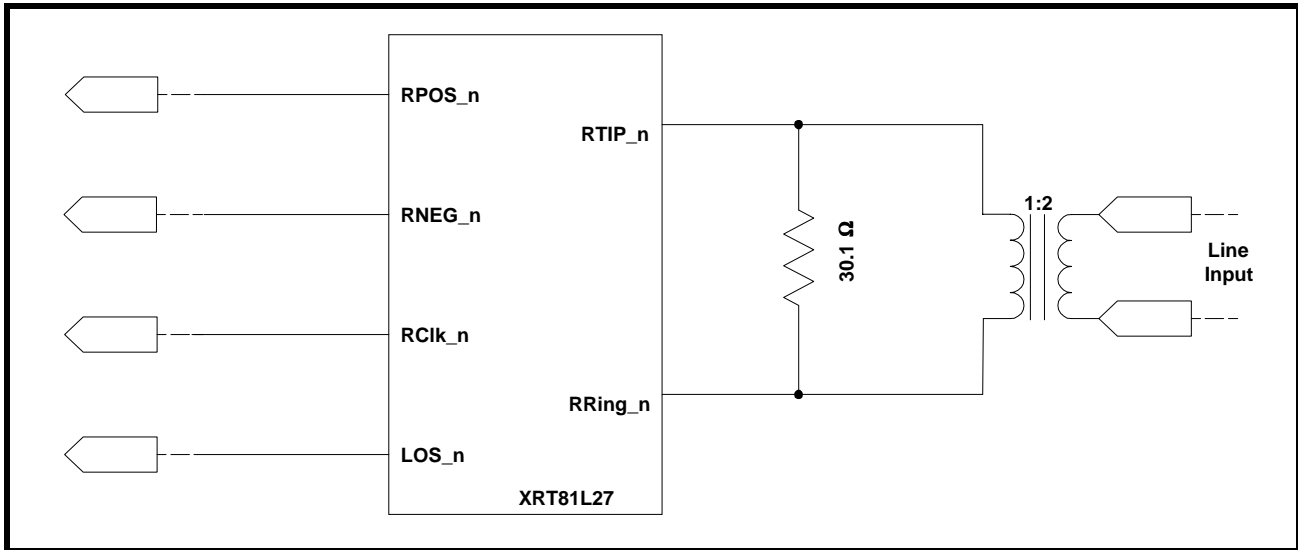 RPOS_n
RTIP_n
RNEG_n
1:2
30.1 Ω
Line
Input
RClk_n
RRing_n
LOS_n
XRT81L27